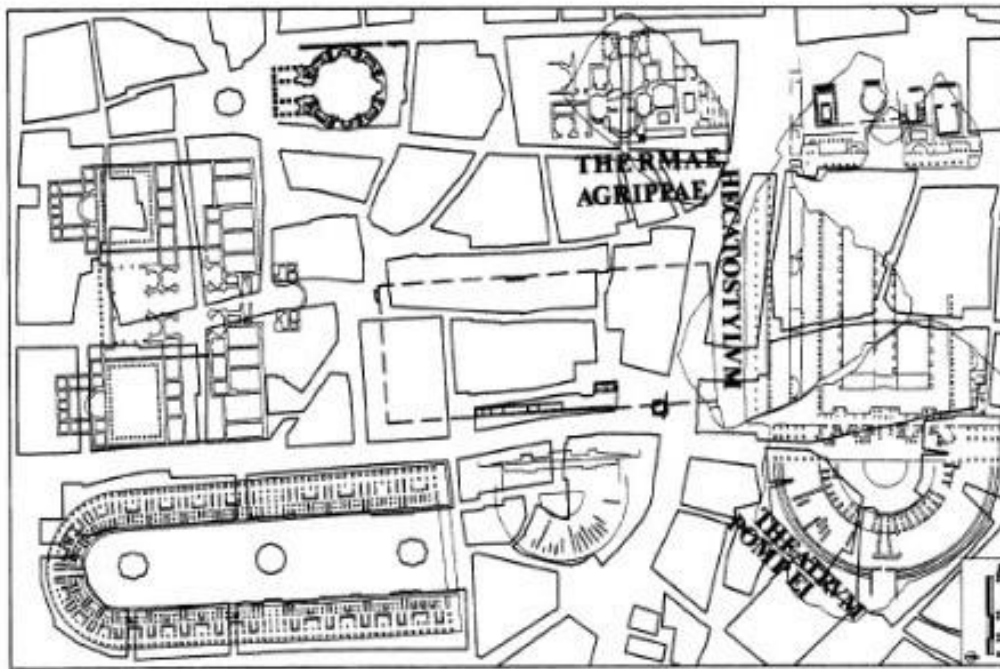 THERMAE
AGRIPPAE
HECATOSTYLVM
THEATRVM
POMPEI